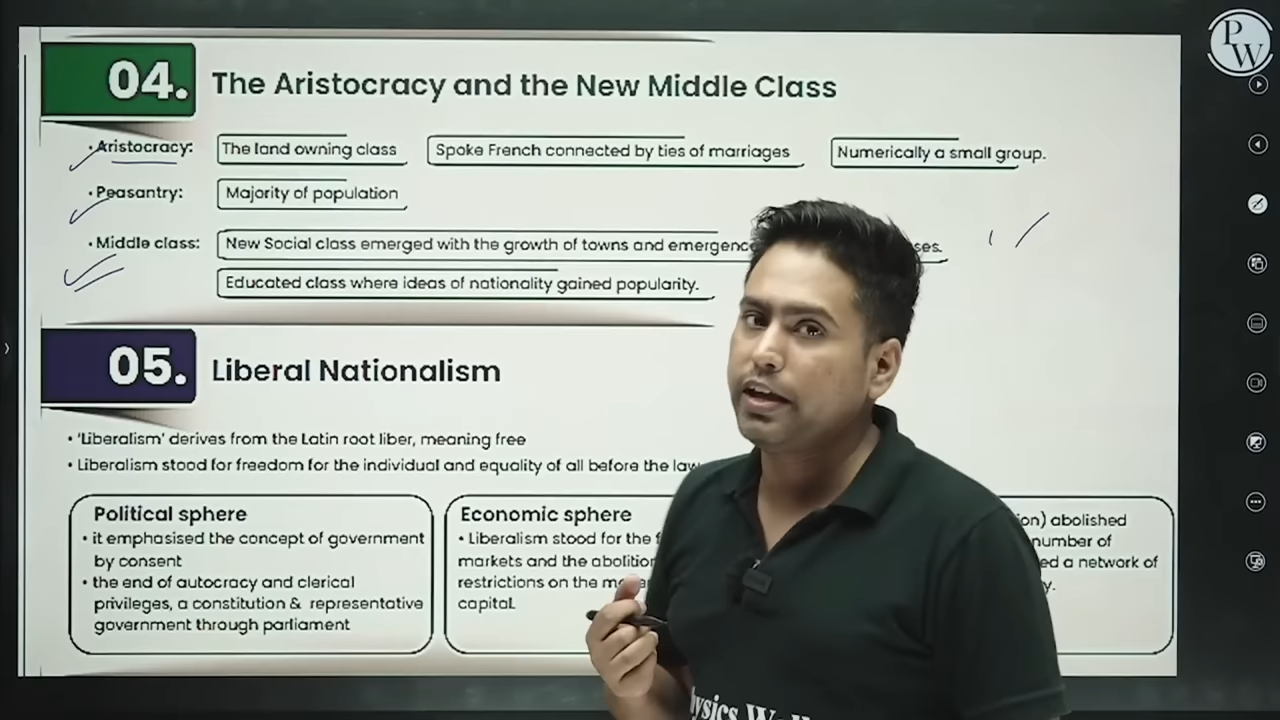 P
W
04. The Aristocracy and the New Middle Class
• Aristocracy: The land owning class Spoke French connected by ties of marriages Numerically a small group.
• Peasantry: Majority of population
• Middle class: New Social class emerged with the growth of towns and
Educated class where ideas of nationality gained popularity.
05. Liberal Nationalism
• 'Liberalism' derives from the Latin root liber, meaning free
• Liberalism stood for freedom for the individual and equality of all before the law
Political sphere
• it emphasised the concept of government
by consent
• the end of autocracy and clerical
privileges, a constitution & representative
government through parliament
Economic sphere
• Liberalism stood for the
markets and the
restrictions on the
capital.
abolished
number of
a network of